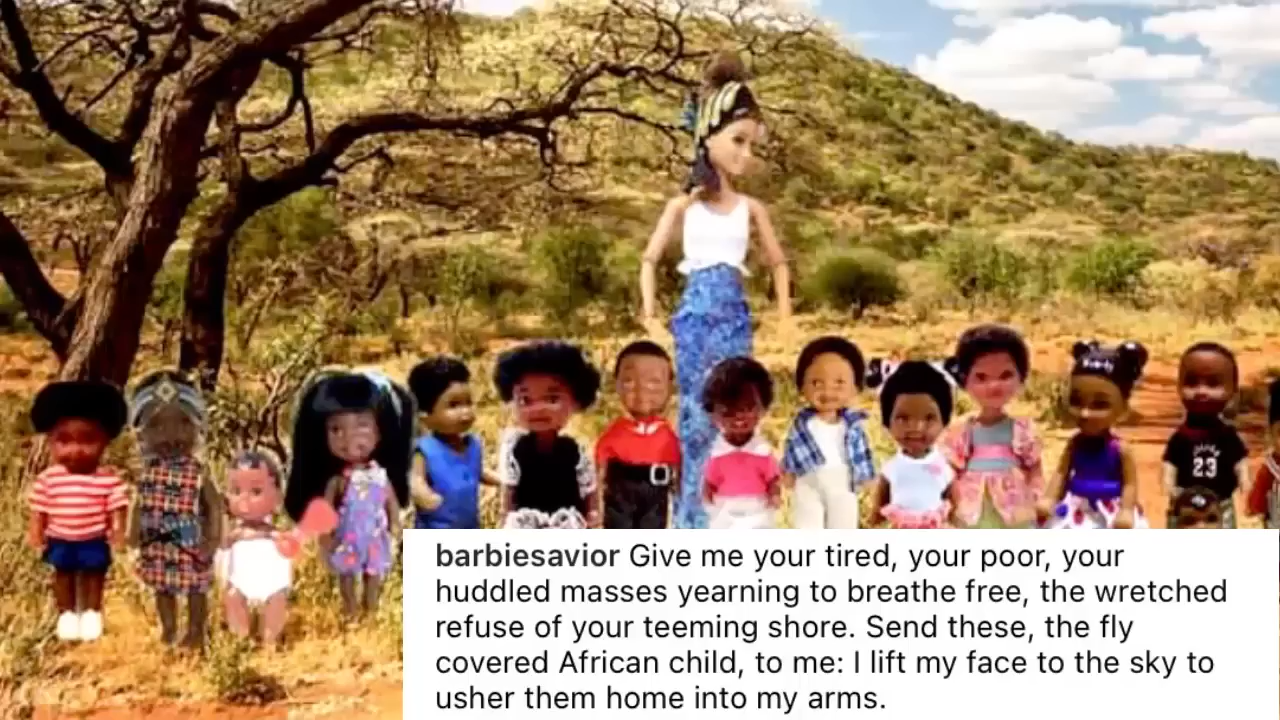 23
barbiesavior Give me your tired, your poor, your
huddled masses yearning to breathe free, the wretched
refuse of your teeming shore. Send these, the fly
covered African child, to me: I lift my face to the sky to
usher them home into my arms.